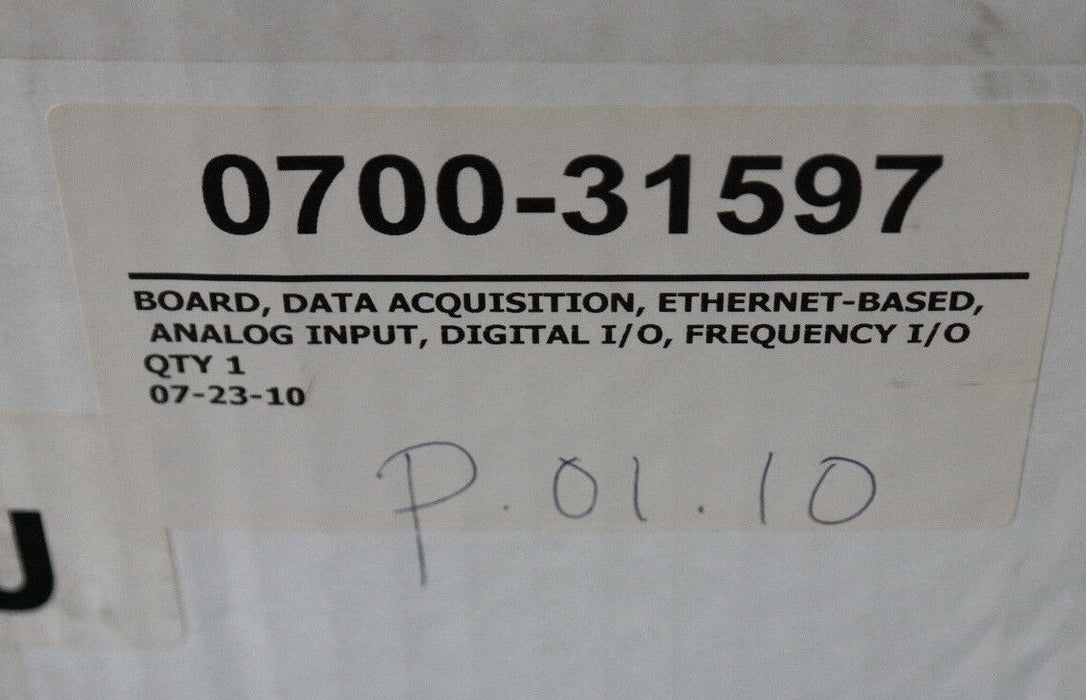 0700-31597
BOARD, DATA ACQUISITION, ETHERNET-BASED,
ANALOG INPUT, DIGITAL I/O, FREQUENCY I/O
QTY 1
07-23-10
P.01.10
J